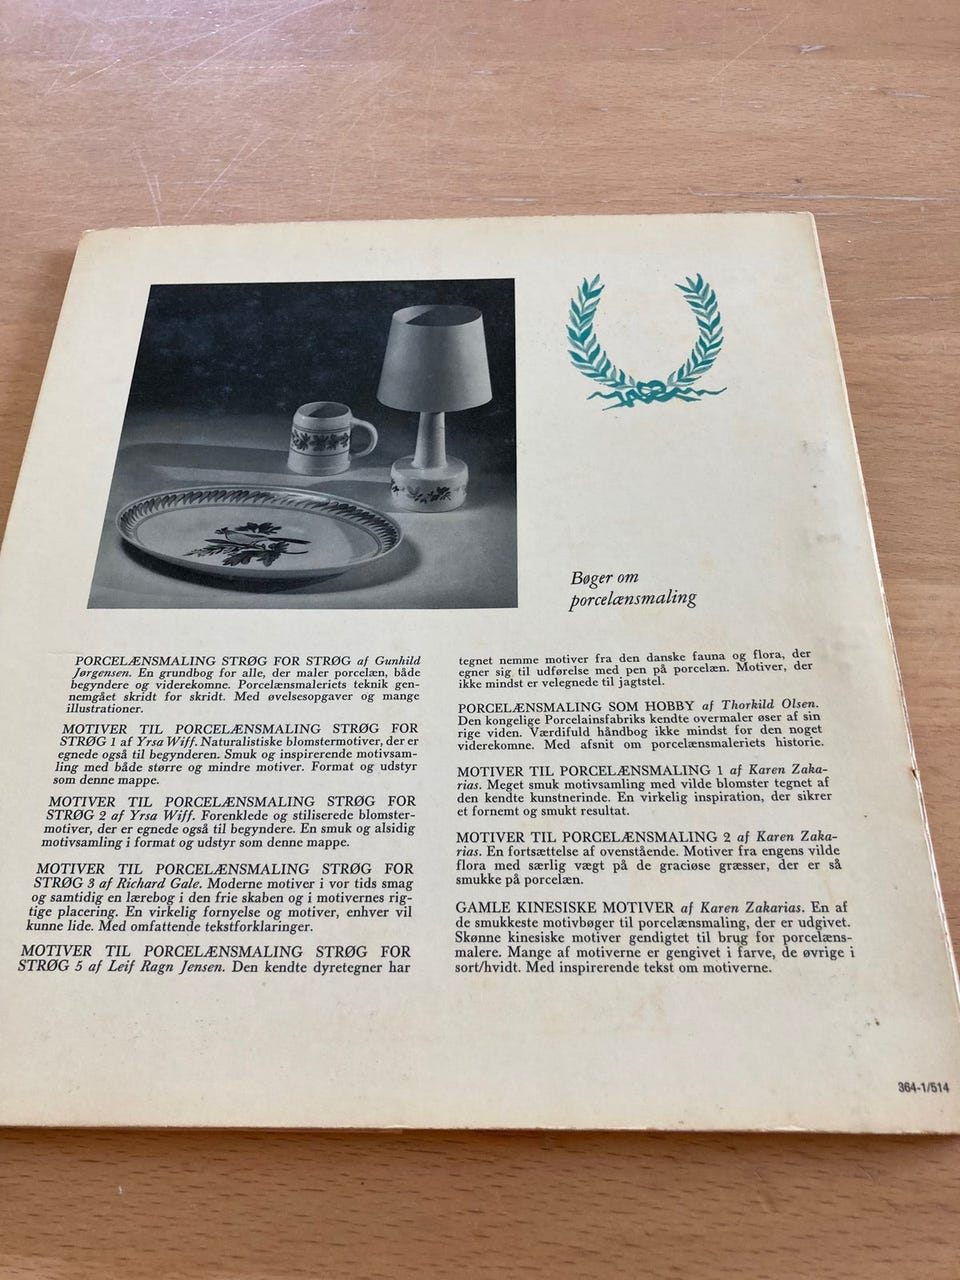 Bøger om
porcelænsmaling
PORCELÆNSMALING STRØG FOR STRØG af Gunhild
Jørgensen. En grundbog for alle, der maler porcelæn, både
begyndere og viderekomne. Porcelænsmaleriets teknik gen-
nemgået skridt for skridt. Med øvelsesopgaver og mange
illustrationer.
MOTIVER TIL PORCELÆNSMALING STRØG FOR
STRØG 1 af Yrsa Wiff. Naturalistiske blomstermotiver, der er
egnede også til begynderen. Smuk og inspirerende motivsam-
ling med både større og mindre motiver. Format og udstyr
som denne mappe.
MOTIVER TIL PORCELÆNSMALING STRØG FOR
STRØG 2 af Yrsa Wiff. Forenklede og stiliserede blomster-
motiver, der er egnede også til begyndere. En smuk og alsidig
motivsamling i format og udstyr som denne mappe.
MOTIVER TIL PORCELÆNSMALING STRØG FOR
STRØG 3 af Richard Gale. Moderne motiver i vor tids smag
og samtidig en lærebog i den frie skaben og i motivernes rig-
tige placering. En virkelig fornyelse og motiver, enhver vil
kunne lide. Med omfattende tekstforklaringer.
MOTIVER TIL PORCELÆNSMALING STRØG FOR
STRØG 5 af Leif Ragn Jensen. Den kendte dyretegner har
tegnet nemme motiver fra den danske fauna og flora, der
egner sig til udførelse med pen på porcelæn. Motiver, der
ikke mindst er velegnede til jagtstel.
PORCELÆNSMALING SOM HOBBY af Thorkild Olsen.
Den kongelige Porcelainsfabriks kendte overmaler øser af sin
rige viden. Værdifuld håndbog ikke mindst for den noget
viderekomne. Med afsnit om porcelænsmaleriets historie.
MOTIVER TIL PORCELÆNSMALING 1 af Karen Zaka-
rias. Meget smuk motivsamling med vilde blomster tegnet af
den kendte kunstnerinde. En virkelig inspiration, der sikrer
et fornemt og smukt resultat.
MOTIVER TIL PORCELÆNSMALING 2 af Karen Zaka-
rias. En fortsættelse af ovenstående. Motiver fra engens vilde
flora med særlig vægt på de graciøse græsser, der er så
smukke på porcelæn.
GAMLE KINESISKE MOTIVER af Karen Zakarias. En af
de smukkeste motivbøger til porcelænsmaling, der er udgivet.
Skønne kinesiske motiver gendigtet til brug for porcelæns-
malere. Mange af motiverne er gengivet i farve, de øvrige i
sort/hvidt. Med inspirerende tekst om motiverne.
364-1/514